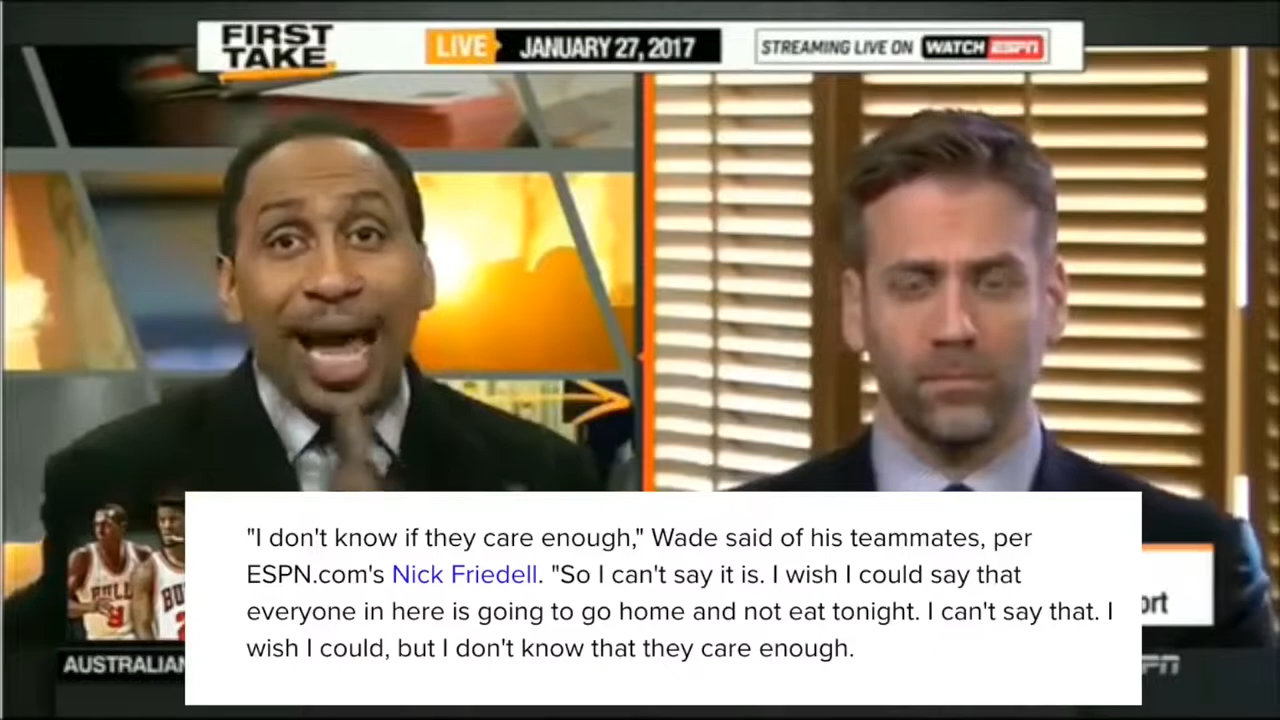 FIRST
TAKE
LIVE
JANUARY 27, 2017
STREAMING LIVE ON WATCH ESPN
"I don't know if they care enough," Wade said of his teammates, per
ESPN.com's Nick Friedell. "So I can't say it is. I wish I could say that
everyone in here is going to go home and not eat tonight. I can't say that. I
wish I could, but I don't know that they care enough.
BULL
9
BU
AUSTRALIAN